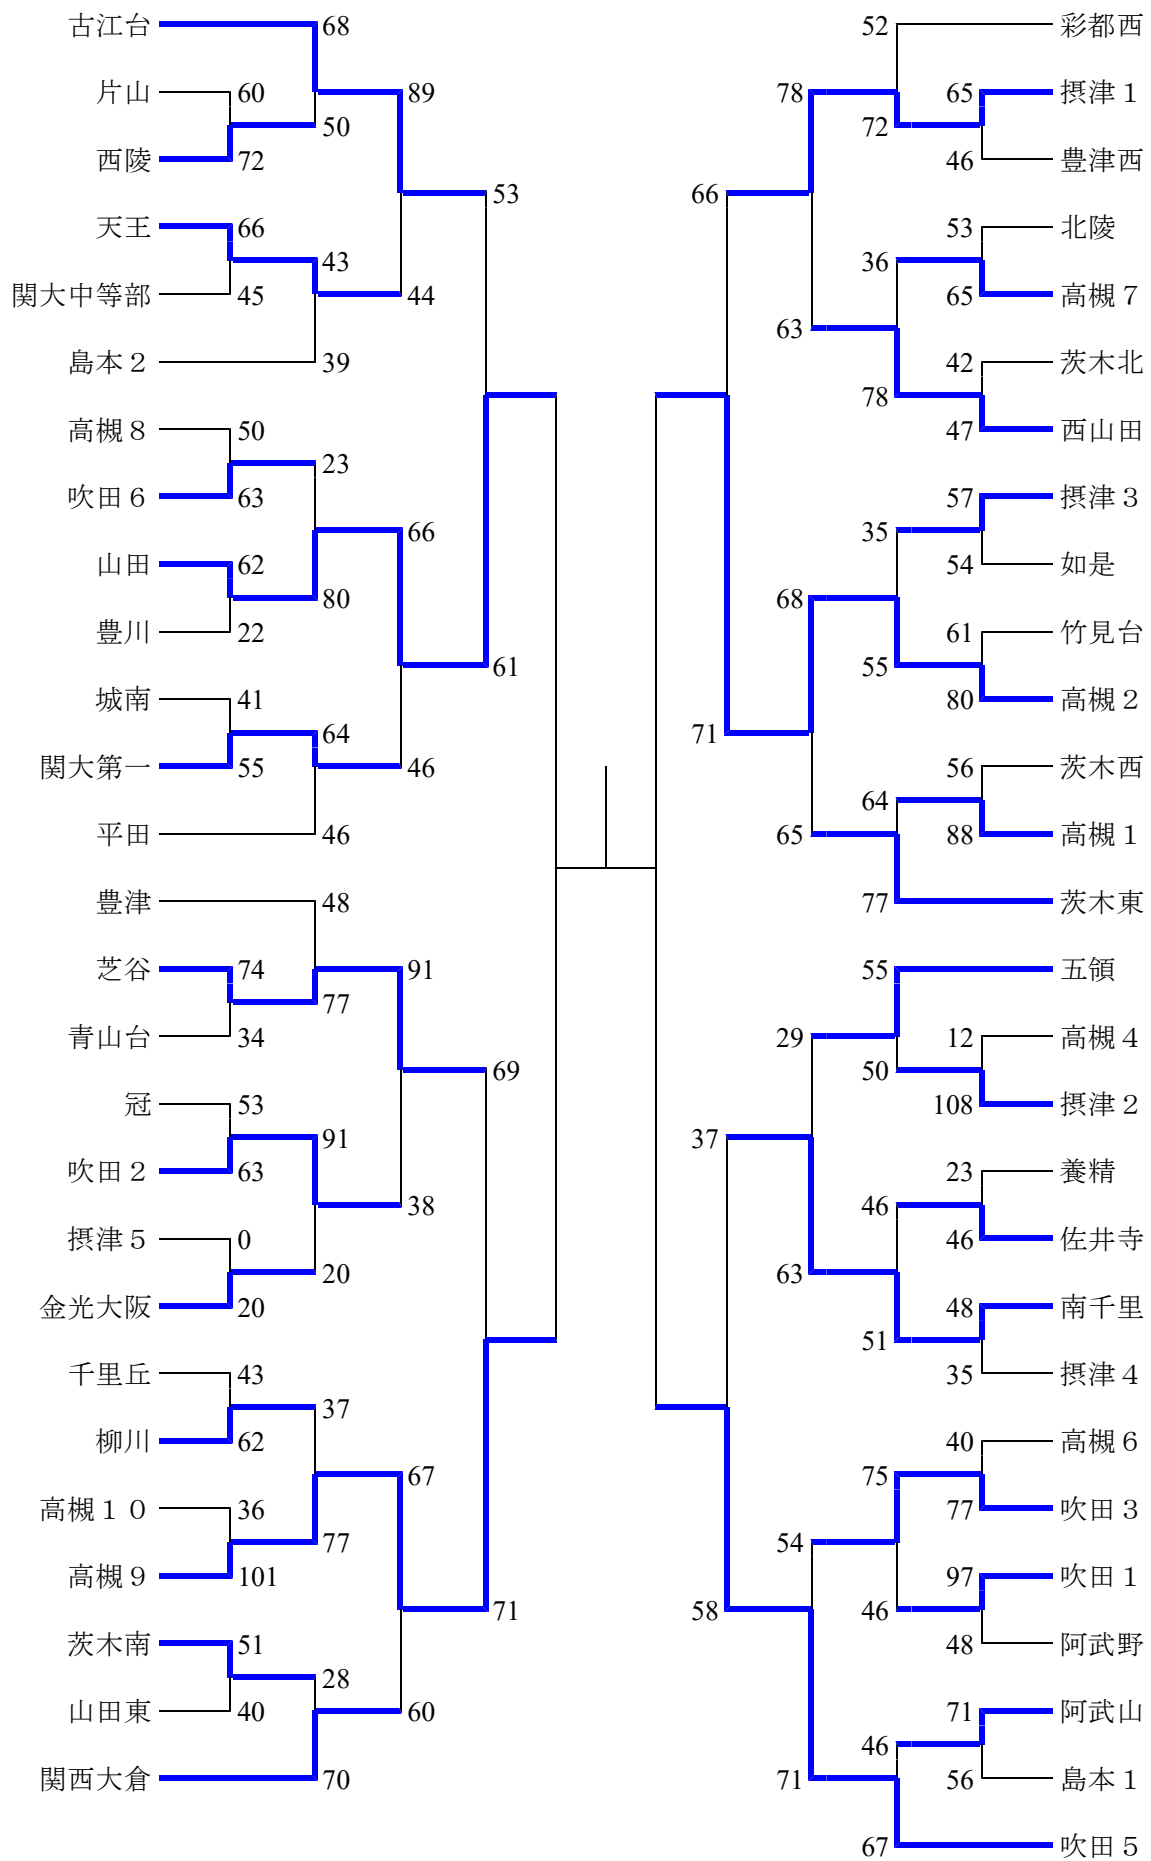 古江台 68 52 彩都西
片山 60 89 78 65 摂津１
50 72
西陵 72 46 豊津西
53 66
天王 66 53 北陵
43 36
関大中等部 45 44 65 高槻７
63
島本２ 39 42 茨木北
78
高槻８ 50 47 西山田
23
吹田６ 63 57 摂津３
66 35
山田 62 54 如是
80 68
豊川 22 61 竹見台
61 55
城南 41 80 高槻２
64 71
関大第一 55 46 56 茨木西
64
平田 46 65 88 高槻１
豊津 48 77 茨木東
芝谷 74 91 55 五領
77
青山台 34 29 12 高槻４
69 50
冠 53 108 摂津２
91 37
吹田２ 63 23 養精
38 46
摂津５ 0 46 佐井寺
20 63
金光大阪 20 48 南千里
51
千里丘 43 35 摂津４
37
柳川 62 40 高槻６
67 75
高槻１０ 36 77 吹田３
77 54
高槻９ 101 97 吹田１
71 58 46
茨木南 51 48 阿武野
28
山田東 40 60 71 阿武山
46
関西大倉 70 71 56 島本１
67 吹田５